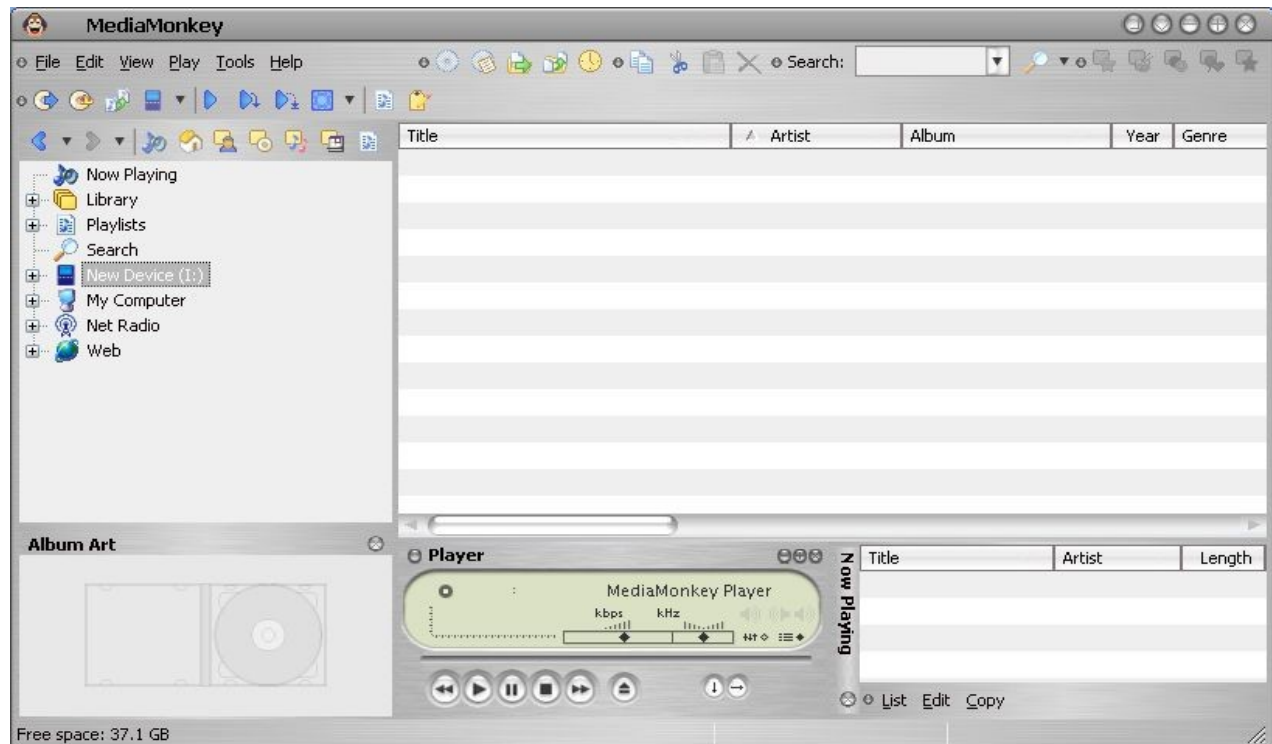 MediaMonkey
File Edit View Play Tools Help Search:
Title Artist Album Year Genre
Now Playing
Library
Playlists
Search
New Device (I:)
My Computer
Net Radio
Web
Album Art
Player
MediaMonkey Player
kbps kHz
Now Playing
Title Artist Length
List Edit Copy
Free space: 37.1 GB